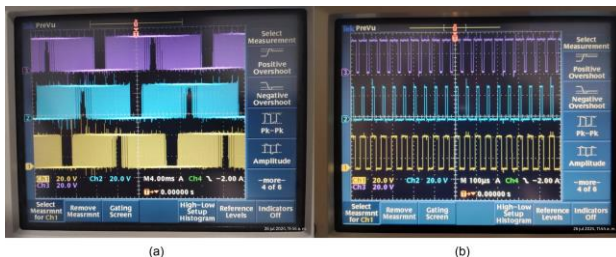 PreVu
Select
Measurement
Positive
Overshoot
Negative
Overshoot
Pk-Pk
Amplitude
-more-
4 of 6
Ch1 20.0 V Ch2 20.0 V M 4.00ms A Ch4 -2.00 A
Ch3 20.0 V
0.00000 s
Select
Measrmnt
for Ch1
Remove
Measrmnt
Gating
Screen
High-Low
Setup
Histogram
Reference
Levels
Indicators
Off
(a)
PreVu
Select
Measurement
Positive
Overshoot
Negative
Overshoot
Pk-Pk
Amplitude
-more-
4 of 6
Ch1 20.0 V Ch2 20.0 V M 100µs A Ch4 -2.00 A
Ch3 20.0 V
0.00000 s
Select
Measrmnt
for Ch1
Remove
Measrmnt
Gating
Screen
High-Low
Setup
Histogram
Reference
Levels
Indicators
Off
(b)